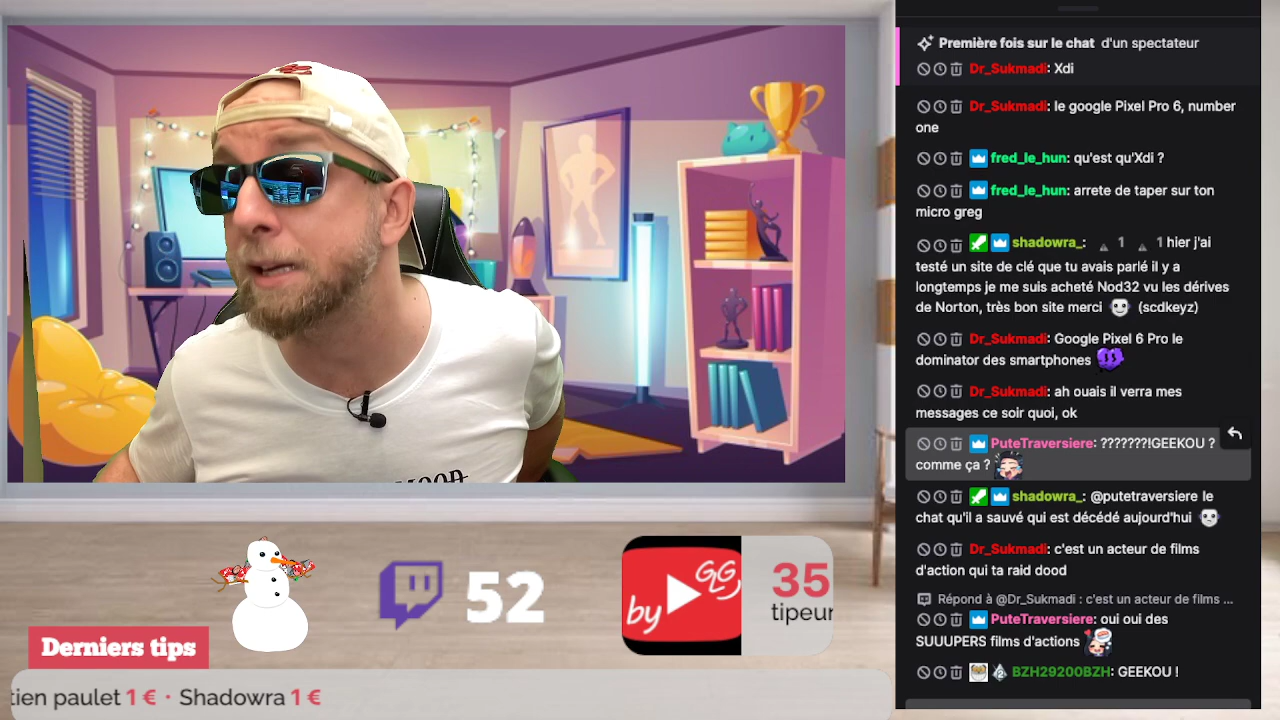 Première fois sur le chat d'un spectateur
Dr_Sukmadi: Xdi
Dr_Sukmadi: le google Pixel Pro 6, number
one
fred_le_hun: qu'est qu'Xdi ?
fred_le_hun: arrete de taper sur ton
micro greg
shadowra_: 1 1 hier j'ai
testé un site de clé que tu avais parlé il y a
longtemps je me suis acheté Nod32 vu les dérives
de Norton, très bon site merci (scdkeyz)
Dr_Sukmadi: Google Pixel 6 Pro le
dominator des smartphones
Dr_Sukmadi: ah ouais il verra mes
messages ce soir quoi, ok
PuteTraversiere: ???????!GEEKOU ?
comme ça ?
shadowra_: @putetraversiere le
chat qu'il a sauvé qui est décédé aujourd'hui
Dr_Sukmadi: c'est un acteur de films
d'action qui ta raid dood
Répond à @Dr_Sukmadi : c'est un acteur de films ...
PuteTraversiere: oui oui des
SUUUPERS films d'actions
2
BZH29200BZH: GEEKOU !
MOOD
52
by GLG
35
tipeur
Derniers tips
tien paulet 1 € · Shadowra 1 €